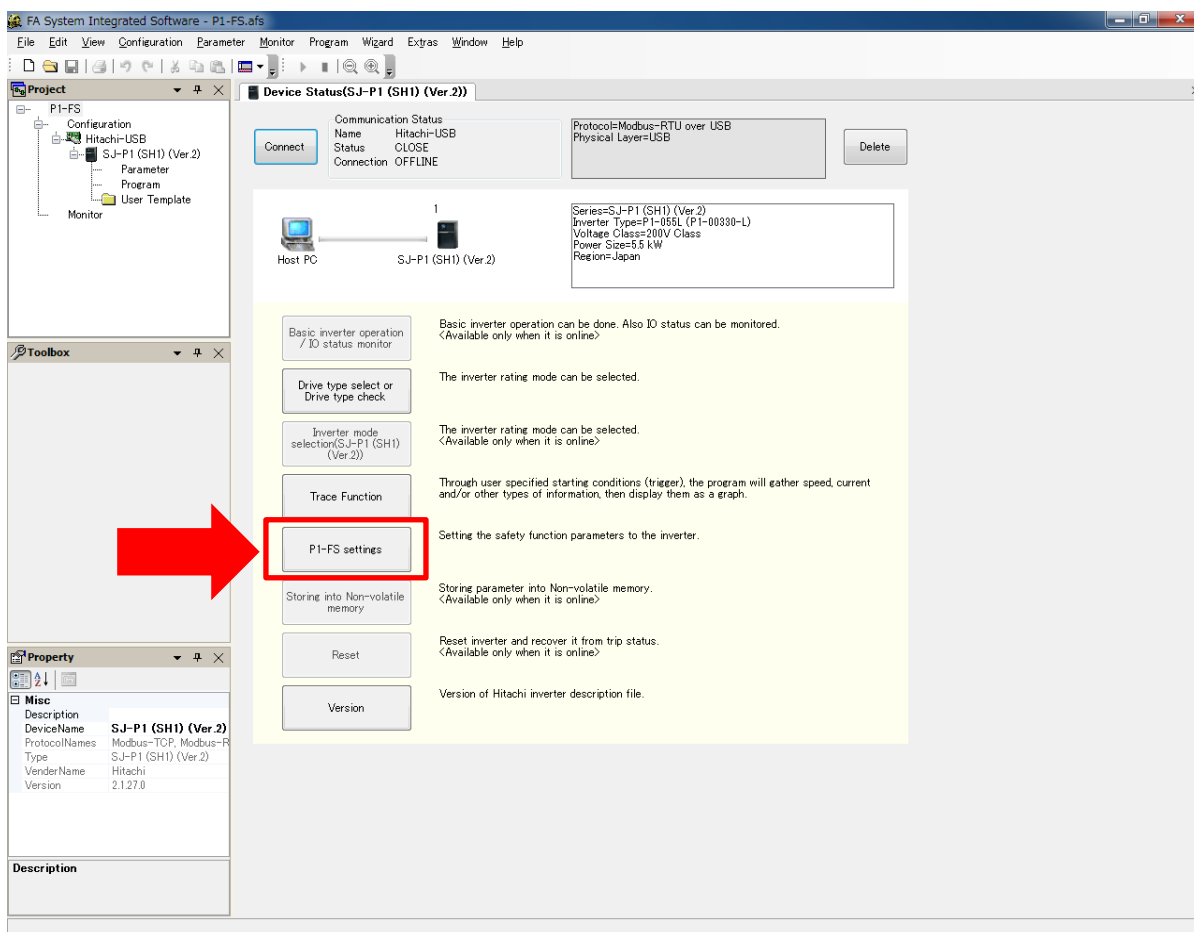 FA System Integrated Software - P1-FS.afs
File Edit View Configuration Parameter Monitor Program Wizard Extras Window Help
Project
P1-FS
Configuration
Hitachi-USB
SJ-P1 (SH1) (Ver.2)
Parameter
Program
User Template
Monitor
Toolbox
Property
Misc
Description
DeviceName SJ-P1 (SH1) (Ver.2)
ProtocolNames Modbus-TCP, Modbus-R
Type SJ-P1 (SH1) (Ver.2)
VenderName Hitachi
Version 2.1.27.0
Description
Device Status(SJ-P1 (SH1) (Ver.2))
Connect
Communication Status
Name Hitachi-USB
Status CLOSE
Connection OFFLINE
Protocol=Modbus-RTU over USB
Physical Layer=USB
Delete
1
Host PC
SJ-P1 (SH1) (Ver.2)
Series=SJ-P1 (SH1) (Ver.2)
Inverter Type=P1-055L (P1-00330-L)
Voltage Class=200V Class
Power Size=5.5 kW
Region=Japan
Basic inverter operation
/ IO status monitor
Basic inverter operation can be done. Also IO status can be monitored.
<Available only when it is online>
Drive type select or
Drive type check
The inverter rating mode can be selected.
Inverter mode
selection(SJ-P1 (SH1)
(Ver.2))
The inverter rating mode can be selected.
<Available only when it is online>
Trace Function
Through user specified starting conditions (trigger), the program will gather speed, current
and/or other types of information, then display them as a graph.
P1-FS settings
Setting the safety function parameters to the inverter.
Storing into Non-volatile
memory
Storing parameter into Non-volatile memory.
<Available only when it is online>
Reset
Reset inverter and recover it from trip status.
<Available only when it is online>
Version
Version of Hitachi inverter description file.